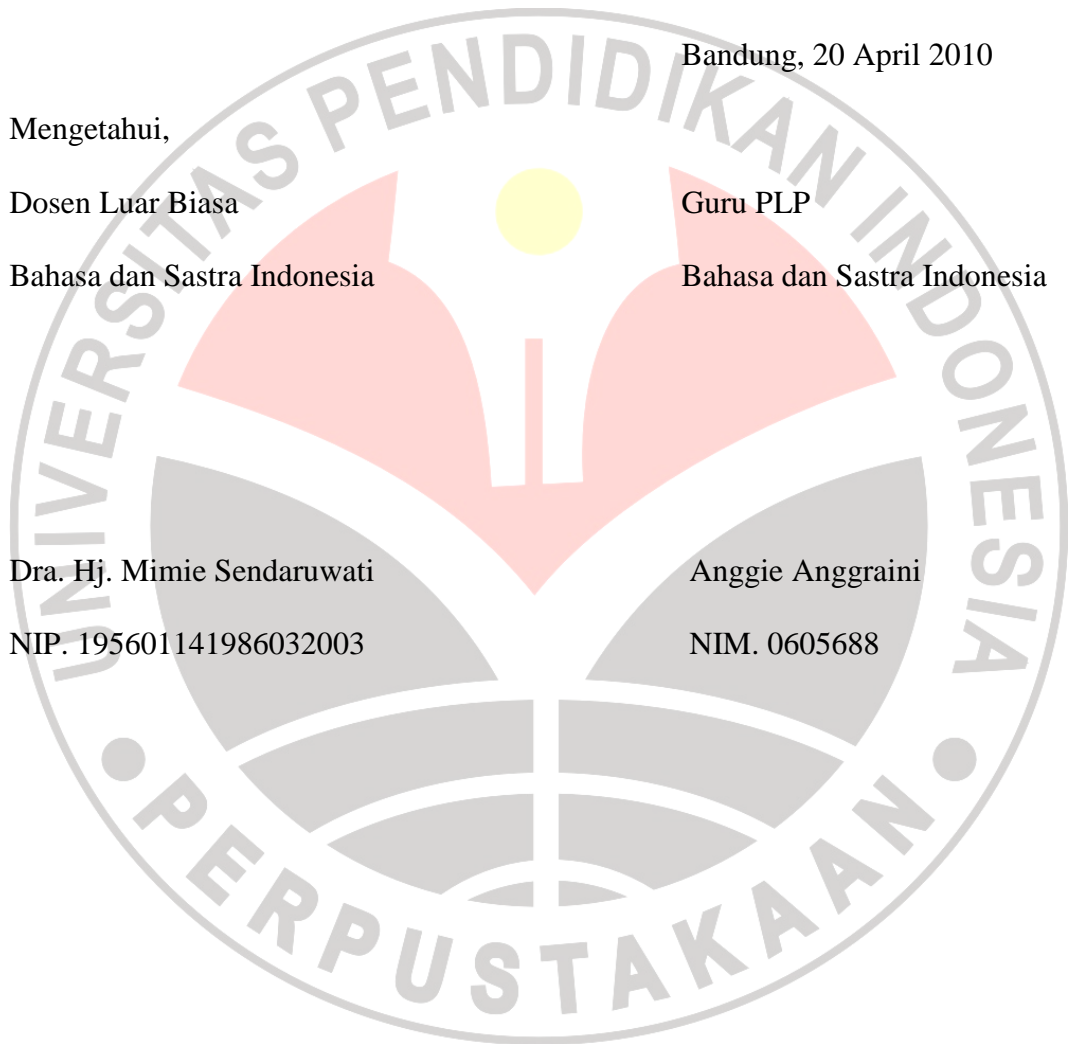 Bandung, 20 April 2010
Mengetahui,
Dosen Luar Biasa Guru PLP
Bahasa dan Sastra Indonesia Bahasa dan Sastra Indonesia
Dra. Hj. Mimie Sendaruwati Anggie Anggraini
NIP. 195601141986032003 NIM. 0605688
UNIVERSITAS PENDIDIKAN INDONESIA
PERPUSTAKAAN